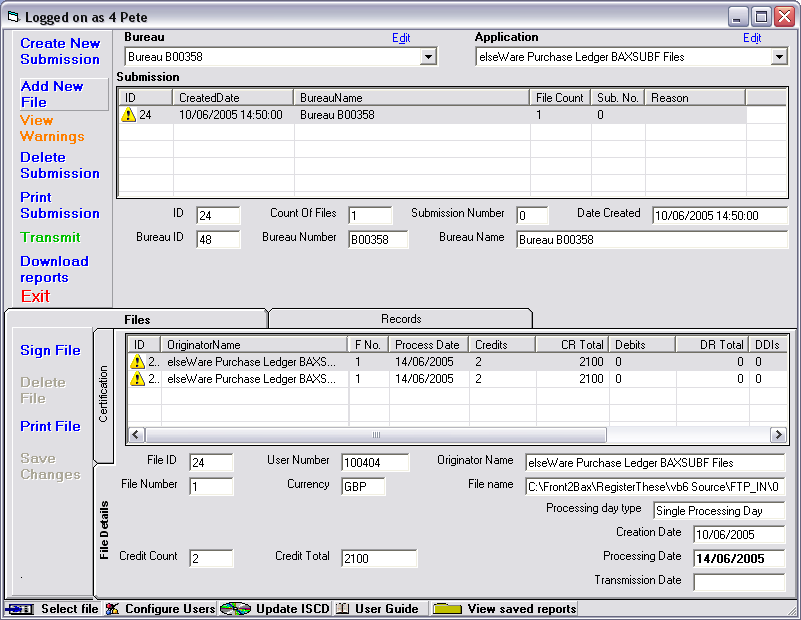 Logged on as 4 Pete
Create New
Submission
Add New
File
View
Warnings
Delete
Submission
Print
Submission
Transmit
Download
reports
Exit
Bureau Edit
Bureau B00358
Application Edit
elseWare Purchase Ledger BAXSUBF Files
Submission
ID CreatedDate BureauName File Count Sub. No. Reason
24 10/06/2005 14:50:00 Bureau B00358 1 0
ID 24 Count Of Files 1 Submission Number 0 Date Created 10/06/2005 14:50:00
Bureau ID 48 Bureau Number B00358 Bureau Name Bureau B00358
Files Records
Sign File
Delete
File
Print File
Save
Changes
.
Certification
File Details
ID OriginatorName F No. Process Date Credits CR Total Debits DR Total DDIs
2.. elseWare Purchase Ledger BAXS... 1 14/06/2005 2 2100 0 0 0
2.. elseWare Purchase Ledger BAXS... 1 14/06/2005 2 2100 0 0 0
File ID 24 User Number 100404 Originator Name elseWare Purchase Ledger BAXSUBF Files
File Number 1 Currency GBP File name C:\Front2Bax\RegisterThese\vb6 Source\FTP_IN\0
Processing day type Single Processing Day
Creation Date 10/06/2005
Credit Count 2 Credit Total 2100 Processing Date 14/06/2005
Transmission Date
Select file Configure Users Update ISCD User Guide View saved reports